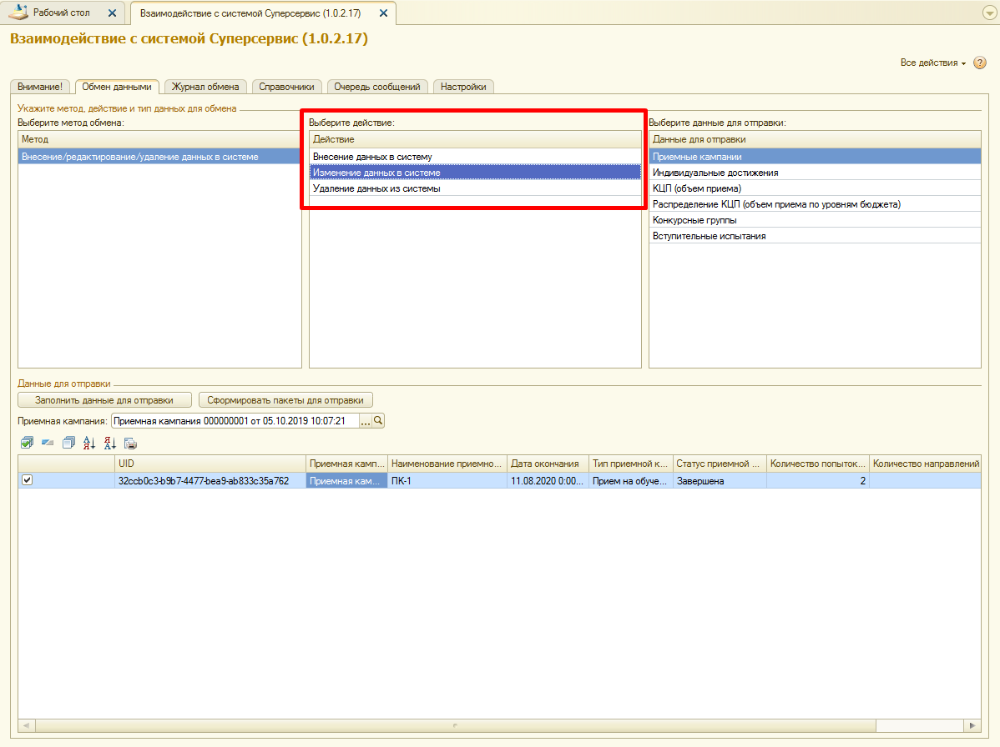 Рабочий стол
Взаимодействие с системой Суперсервис (1.0.2.17)
Взаимодействие с системой Суперсервис (1.0.2.17)
Все действия
?
Внимание!
Обмен данными
Журнал обмена
Справочники
Очередь сообщений
Настройки
Укажите метод, действие и тип данных для обмена
Выберите метод обмена:
Метод
Внесение/редактирование/удаление данных в системе
Выберите действие:
Действие
Внесение данных в систему
Изменение данных в системе
Удаление данных из системы
Выберите данные для отправки:
Данные для отправки
Приемные кампании
Индивидуальные достижения
КЦП (объем приема)
Распределение КЦП (объем приема по уровням бюджета)
Конкурсные группы
Вступительные испытания
Данные для отправки
Заполнить данные для отправки
Сформировать пакеты для отправки
Приемная кампания: Приемная кампания 000000001 от 05.10.2019 10:07:21 ...
UID Приемная камп... Наименование приемно... Дата окончания Тип приемной к... Статус приемной ... Количество попыток... Количество направлений
32ccb0c3-b9b7-4477-bea9-ab833c35a762 Приемная кам... ПК-1 11.08.2020 0:00... Прием на обуче... Завершена 2